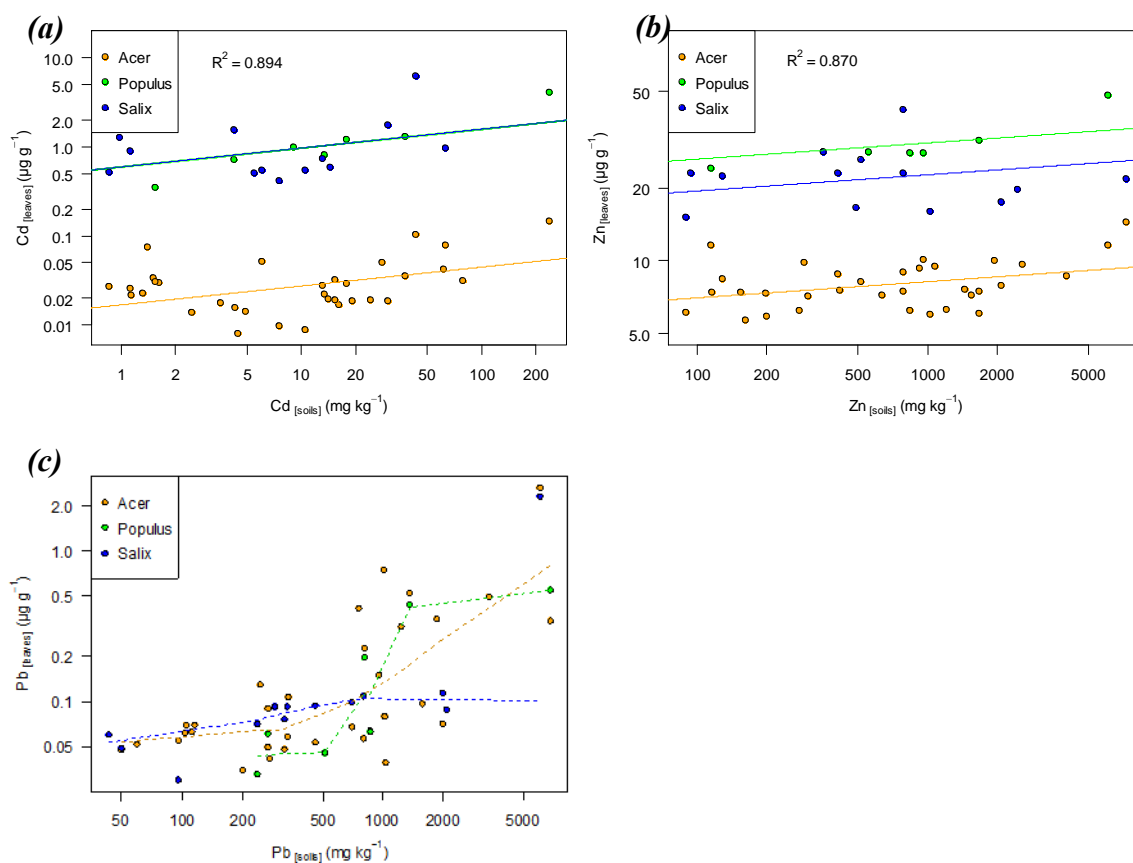 (a)
Acer
Populus
Salix
R² = 0.894
10.0
5.0
2.0
1.0
0.5
0.2
0.1
0.05
0.02
0.01
Cd [leaves] (µg g⁻¹)
1 2 5 10 20 50 100 200
Cd [soils] (mg kg⁻¹)
(b)
Acer
Populus
Salix
R² = 0.870
50
20
10
5.0
Zn [leaves] (µg g⁻¹)
100 200 500 1000 2000 5000
Zn [soils] (mg kg⁻¹)
(c)
Acer
Populus
Salix
2.0
1.0
0.5
0.2
0.1
0.05
Pb [leaves] (µg g⁻¹)
50 100 200 500 1000 2000 5000
Pb [soils] (mg kg⁻¹)